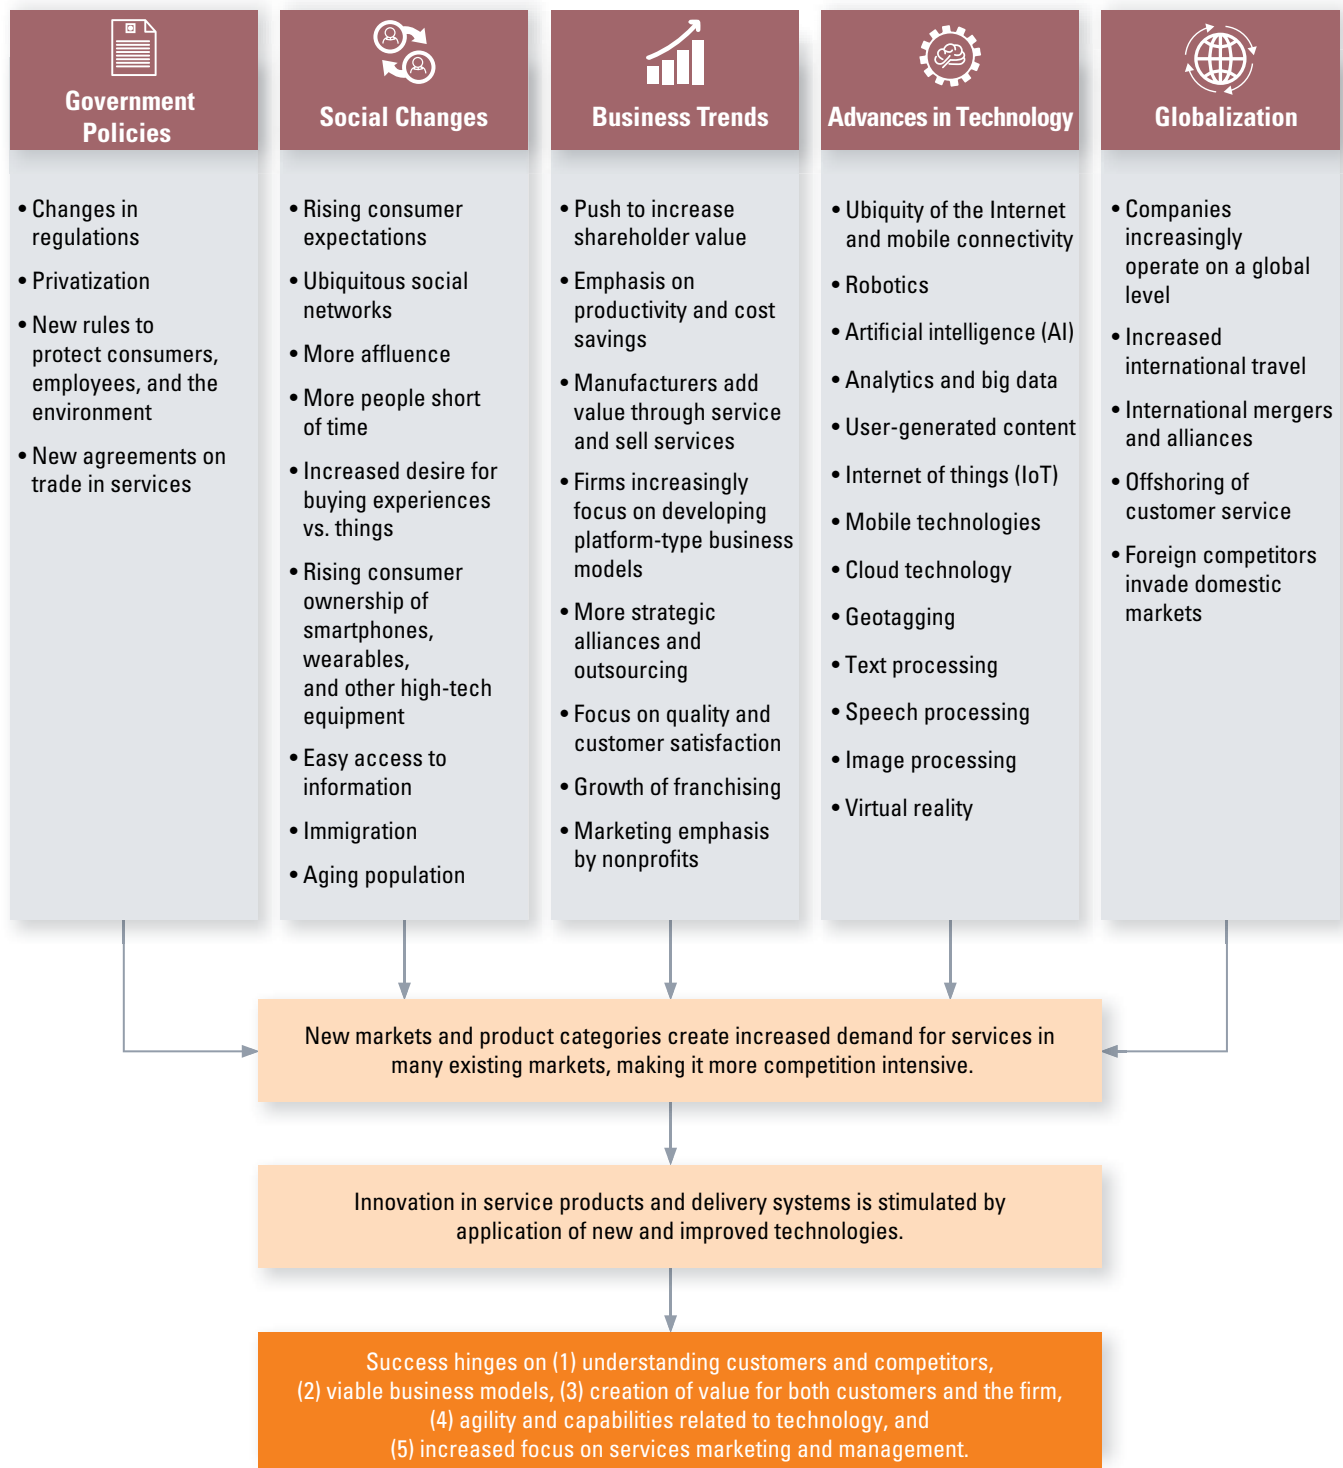 Government
Policies
• Changes in
regulations
• Privatization
• New rules to
protect consumers,
employees, and the
environment
• New agreements on
trade in services
Social Changes
• Rising consumer
expectations
• Ubiquitous social
networks
• More affluence
• More people short
of time
• Increased desire for
buying experiences
vs. things
• Rising consumer
ownership of
smartphones,
wearables,
and other high-tech
equipment
• Easy access to
information
• Immigration
• Aging population
Business Trends
• Push to increase
shareholder value
• Emphasis on
productivity and cost
savings
• Manufacturers add
value through service
and sell services
• Firms increasingly
focus on developing
platform-type business
models
• More strategic
alliances and
outsourcing
• Focus on quality and
customer satisfaction
• Growth of franchising
• Marketing emphasis
by nonprofits
Advances in Technology
• Ubiquity of the Internet
and mobile connectivity
• Robotics
• Artificial intelligence (AI)
• Analytics and big data
• User-generated content
• Internet of things (IoT)
• Mobile technologies
• Cloud technology
• Geotagging
• Text processing
• Speech processing
• Image processing
• Virtual reality
Globalization
• Companies
increasingly
operate on a global
level
• Increased
international travel
• International mergers
and alliances
• Offshoring of
customer service
• Foreign competitors
invade domestic
markets
New markets and product categories create increased demand for services in
many existing markets, making it more competition intensive.
Innovation in service products and delivery systems is stimulated by
application of new and improved technologies.
Success hinges on (1) understanding customers and competitors,
(2) viable business models, (3) creation of value for both customers and the firm,
(4) agility and capabilities related to technology, and
(5) increased focus on services marketing and management.